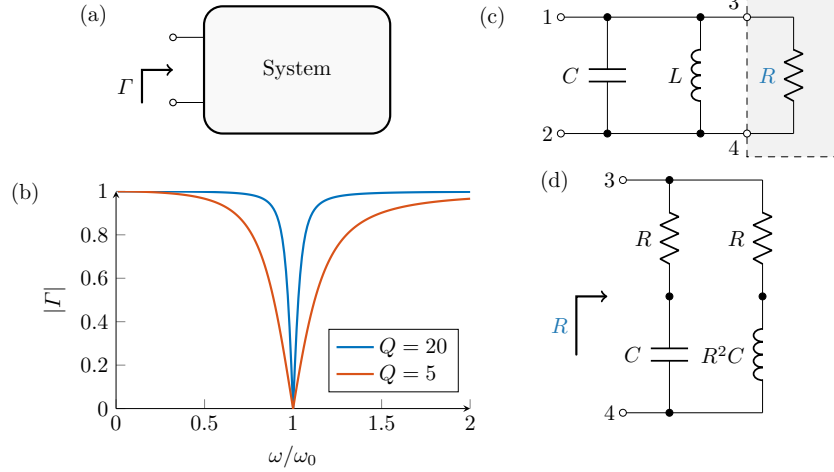 (a)
System
Γ
(b)
|Γ|
1
0.8
0.6
0.4
0.2
0
0
0.5
1
1.5
2
ω/ω₀
Q = 20
Q = 5
(c)
1
2
3
4
C
L
R
(d)
3
4
R
R
R
C
R²C